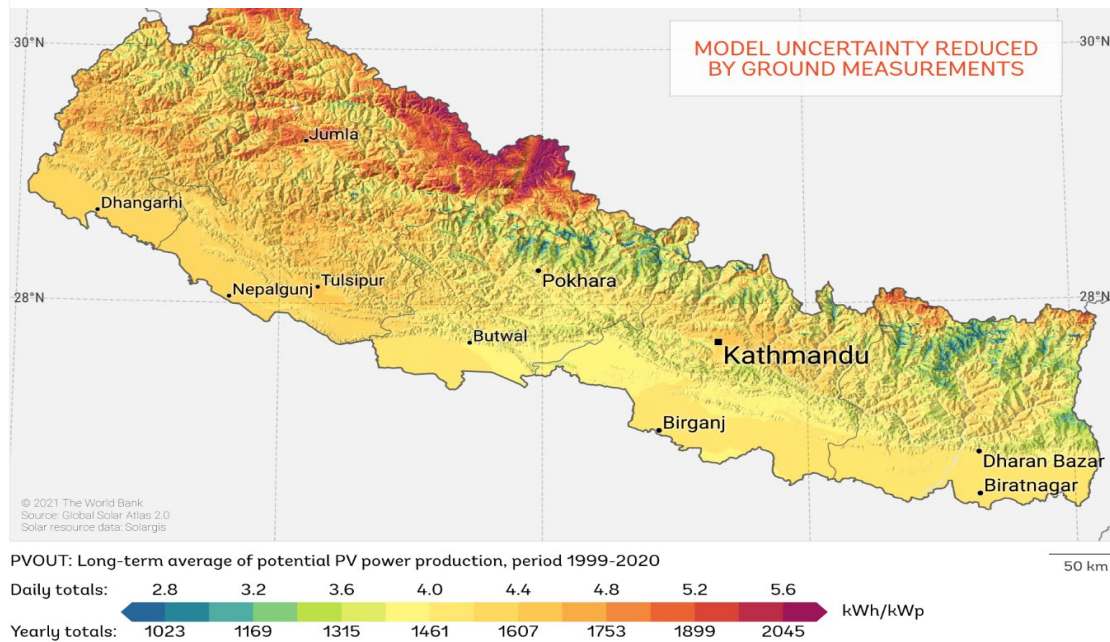 30°N
30°N
MODEL UNCERTAINTY REDUCED
BY GROUND MEASUREMENTS
Jumla
Dhangarhi
Nepalgunj
Tulsipur
Pokhara
28°N
28°N
Butwal
Kathmandu
Birganj
Dharan Bazar
Biratnagar
© 2021 The World Bank
Source: Global Solar Atlas 2.0
Solar resource data: Solargis
PVOUT: Long-term average of potential PV power production, period 1999-2020
50 km
Daily totals: 2.8 3.2 3.6 4.0 4.4 4.8 5.2 5.6
kWh/kWp
Yearly totals: 1023 1169 1315 1461 1607 1753 1899 2045